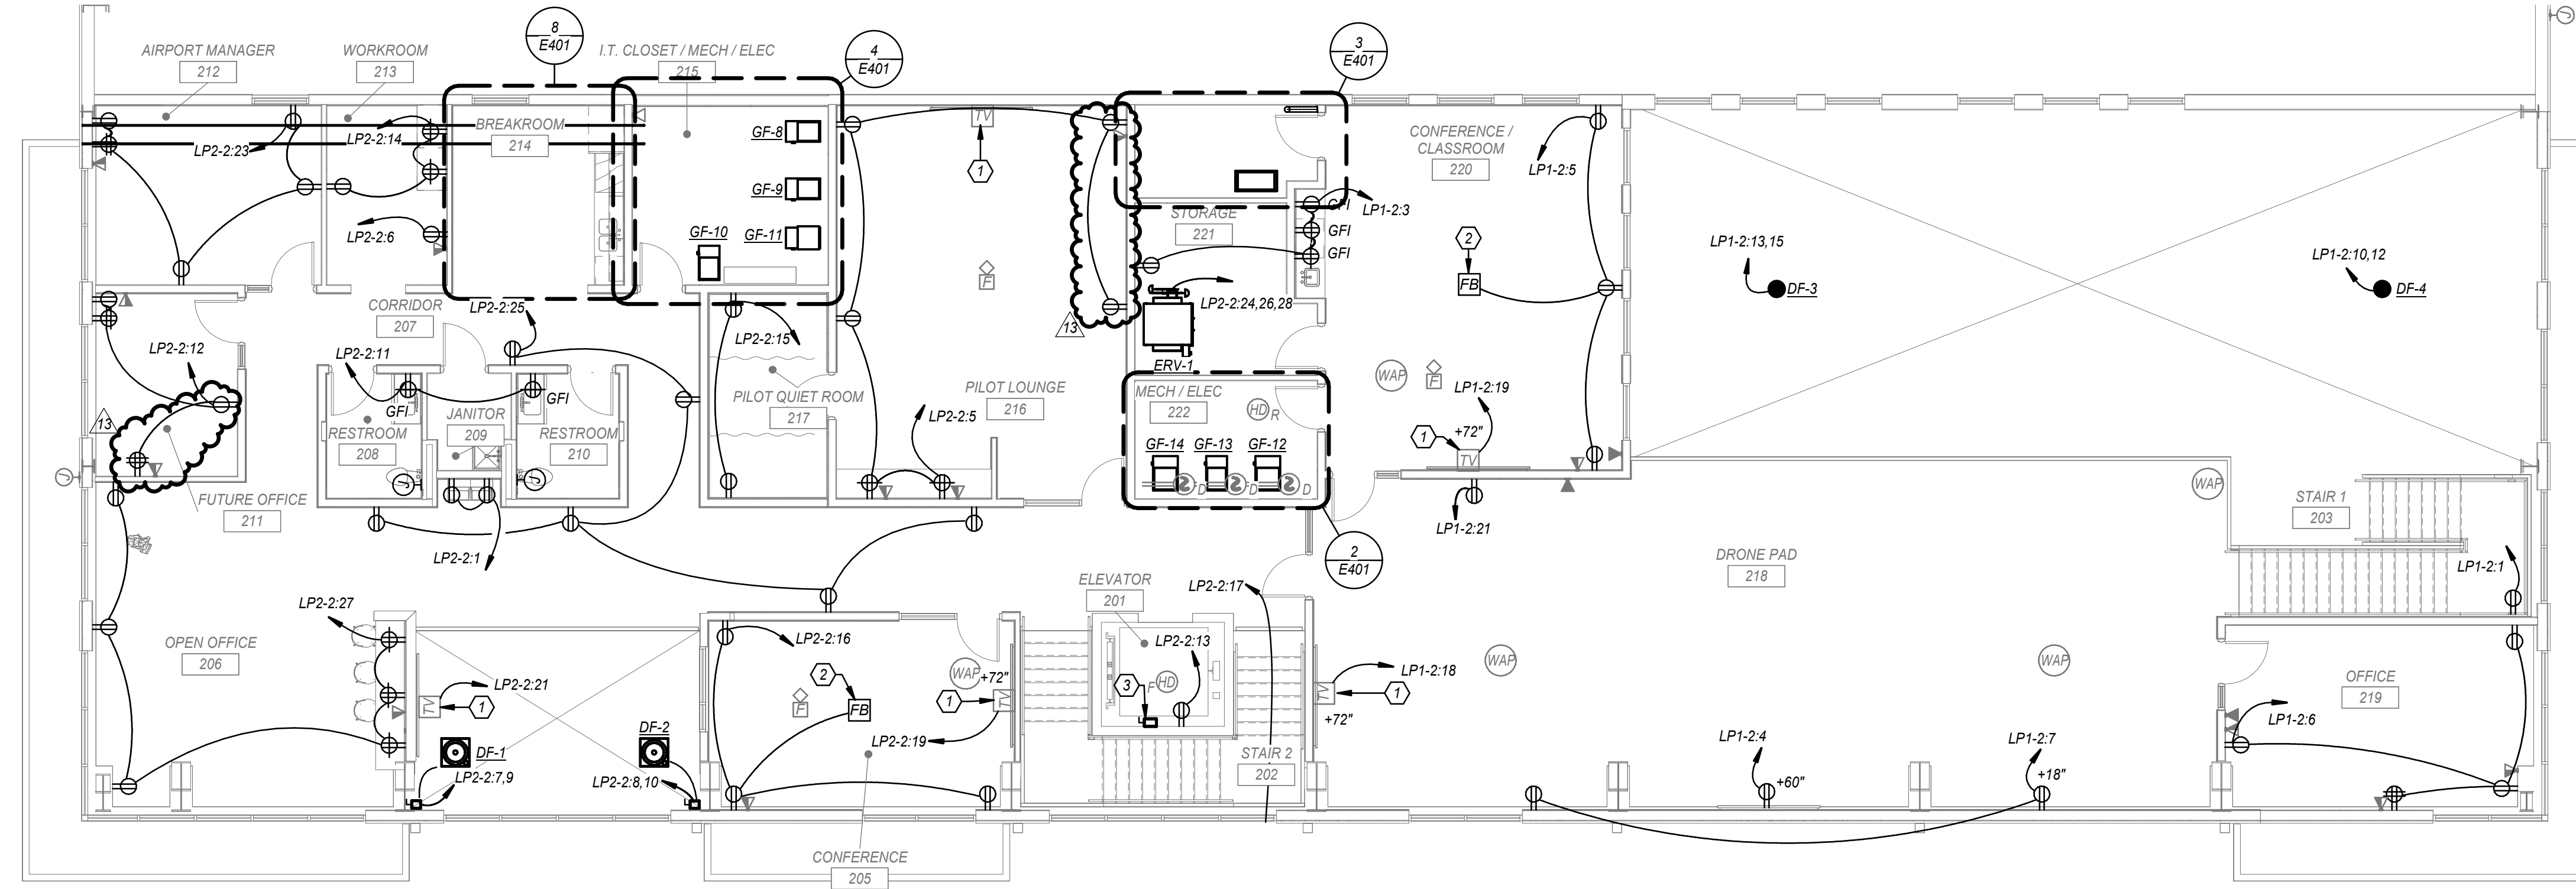 8
E401
4
E401
3
E401
J
AIRPORT MANAGER
212
WORKROOM
213
I.T. CLOSET / MECH / ELEC
215
LP2-2:23
LP2-2:14
LP2-2:6
BREAKROOM
214
GF-8
GF-9
GF-11
GF-10
TV
1
F
STORAGE
221
GFI
GFI
GFI
LP1-2:3
CONFERENCE /
CLASSROOM
220
LP1-2:5
2
FB
LP1-2:13,15
DF-3
LP1-2:10,12
DF-4
CORRIDOR
207
LP2-2:25
LP2-2:15
13
LP2-2:24,26,28
ERV-1
LP2-2:12
LP2-2:11
13
GFI
GFI
JANITOR
209
RESTROOM
208
RESTROOM
210
J
J
J
PILOT QUIET ROOM
217
PILOT LOUNGE
216
LP2-2:5
MECH / ELEC
222
HD
R
GF-14
GF-13
GF-12
S
D
S
D
S
D
WAP
F
LP1-2:19
1
+72"
TV
LP1-2:21
2
E401
WAP
STAIR 1
203
LP1-2:1
FUTURE OFFICE
211
LP2-2:1
DRONE PAD
218
ELEVATOR
201
LP2-2:17
LP2-2:27
OPEN OFFICE
206
LP2-2:21
TV
1
LP2-2:16
2
FB
F
WAP
+72"
1
TV
LP2-2:19
LP2-2:13
3
F
HD
TV
LP1-2:18
1
+72"
WAP
WAP
OFFICE
219
LP1-2:6
DF-1
LP2-2:7,9
DF-2
LP2-2:8,10
STAIR 2
202
LP1-2:4
+60"
LP1-2:7
+18"
CONFERENCE
205